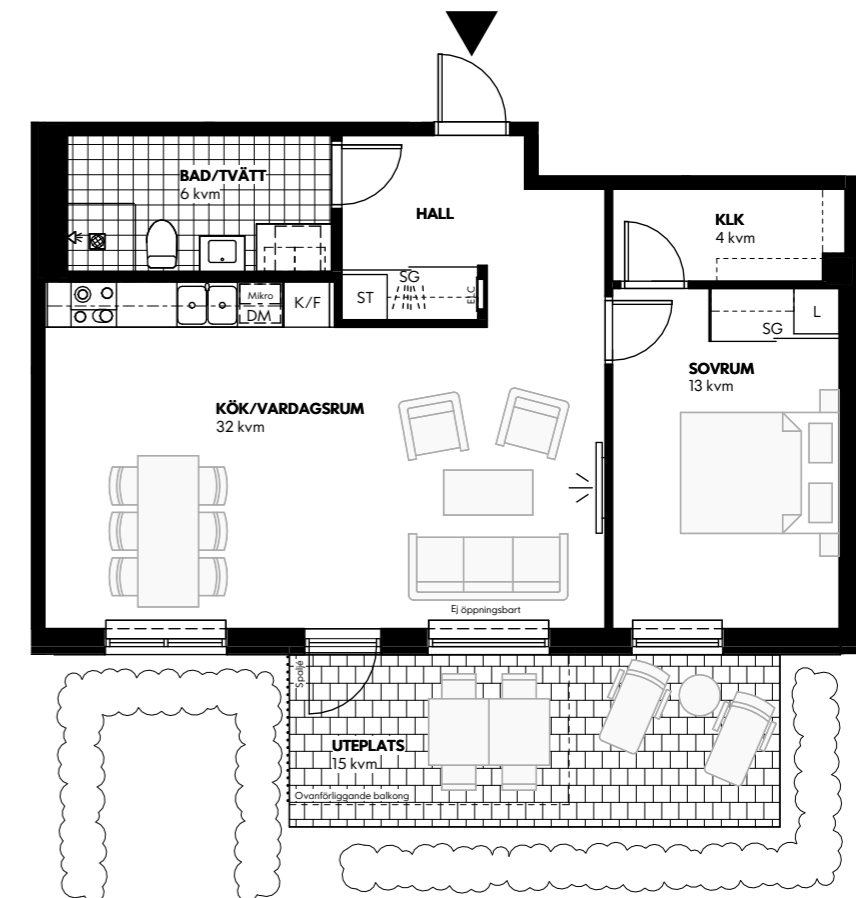 BAD/TVÄTT
6 kvm
HALL
KLK
4 kvm
SG
ST
ELC
Mikro
DM
K/F
SG
L
SOVRUM
13 kvm
KÖK/VARDAGSRUM
32 kvm
Ej öppningsbart
Spaljé
UTEPLATS
15 kvm
Ovanförliggande balkong